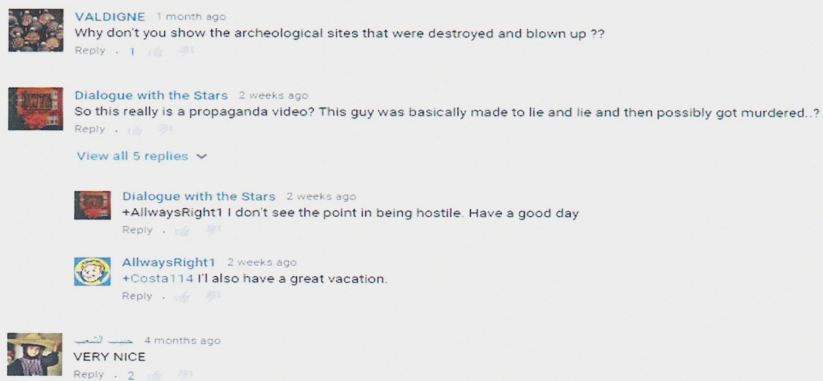 VALDIGNE 1 month ago
Why don't you show the archeological sites that were destroyed and blown up ??
Reply . 1
Dialogue with the Stars 2 weeks ago
So this really is a propaganda video? This guy was basically made to lie and lie and then possibly got murdered..?
Reply .
View all 5 replies
Dialogue with the Stars 2 weeks ago
+AllwaysRight1 I don't see the point in being hostile. Have a good day
Reply .
AllwaysRight1 2 weeks ago
+Costa114 I'l also have a great vacation.
Reply .
4 months ago
VERY NICE
Reply . 2